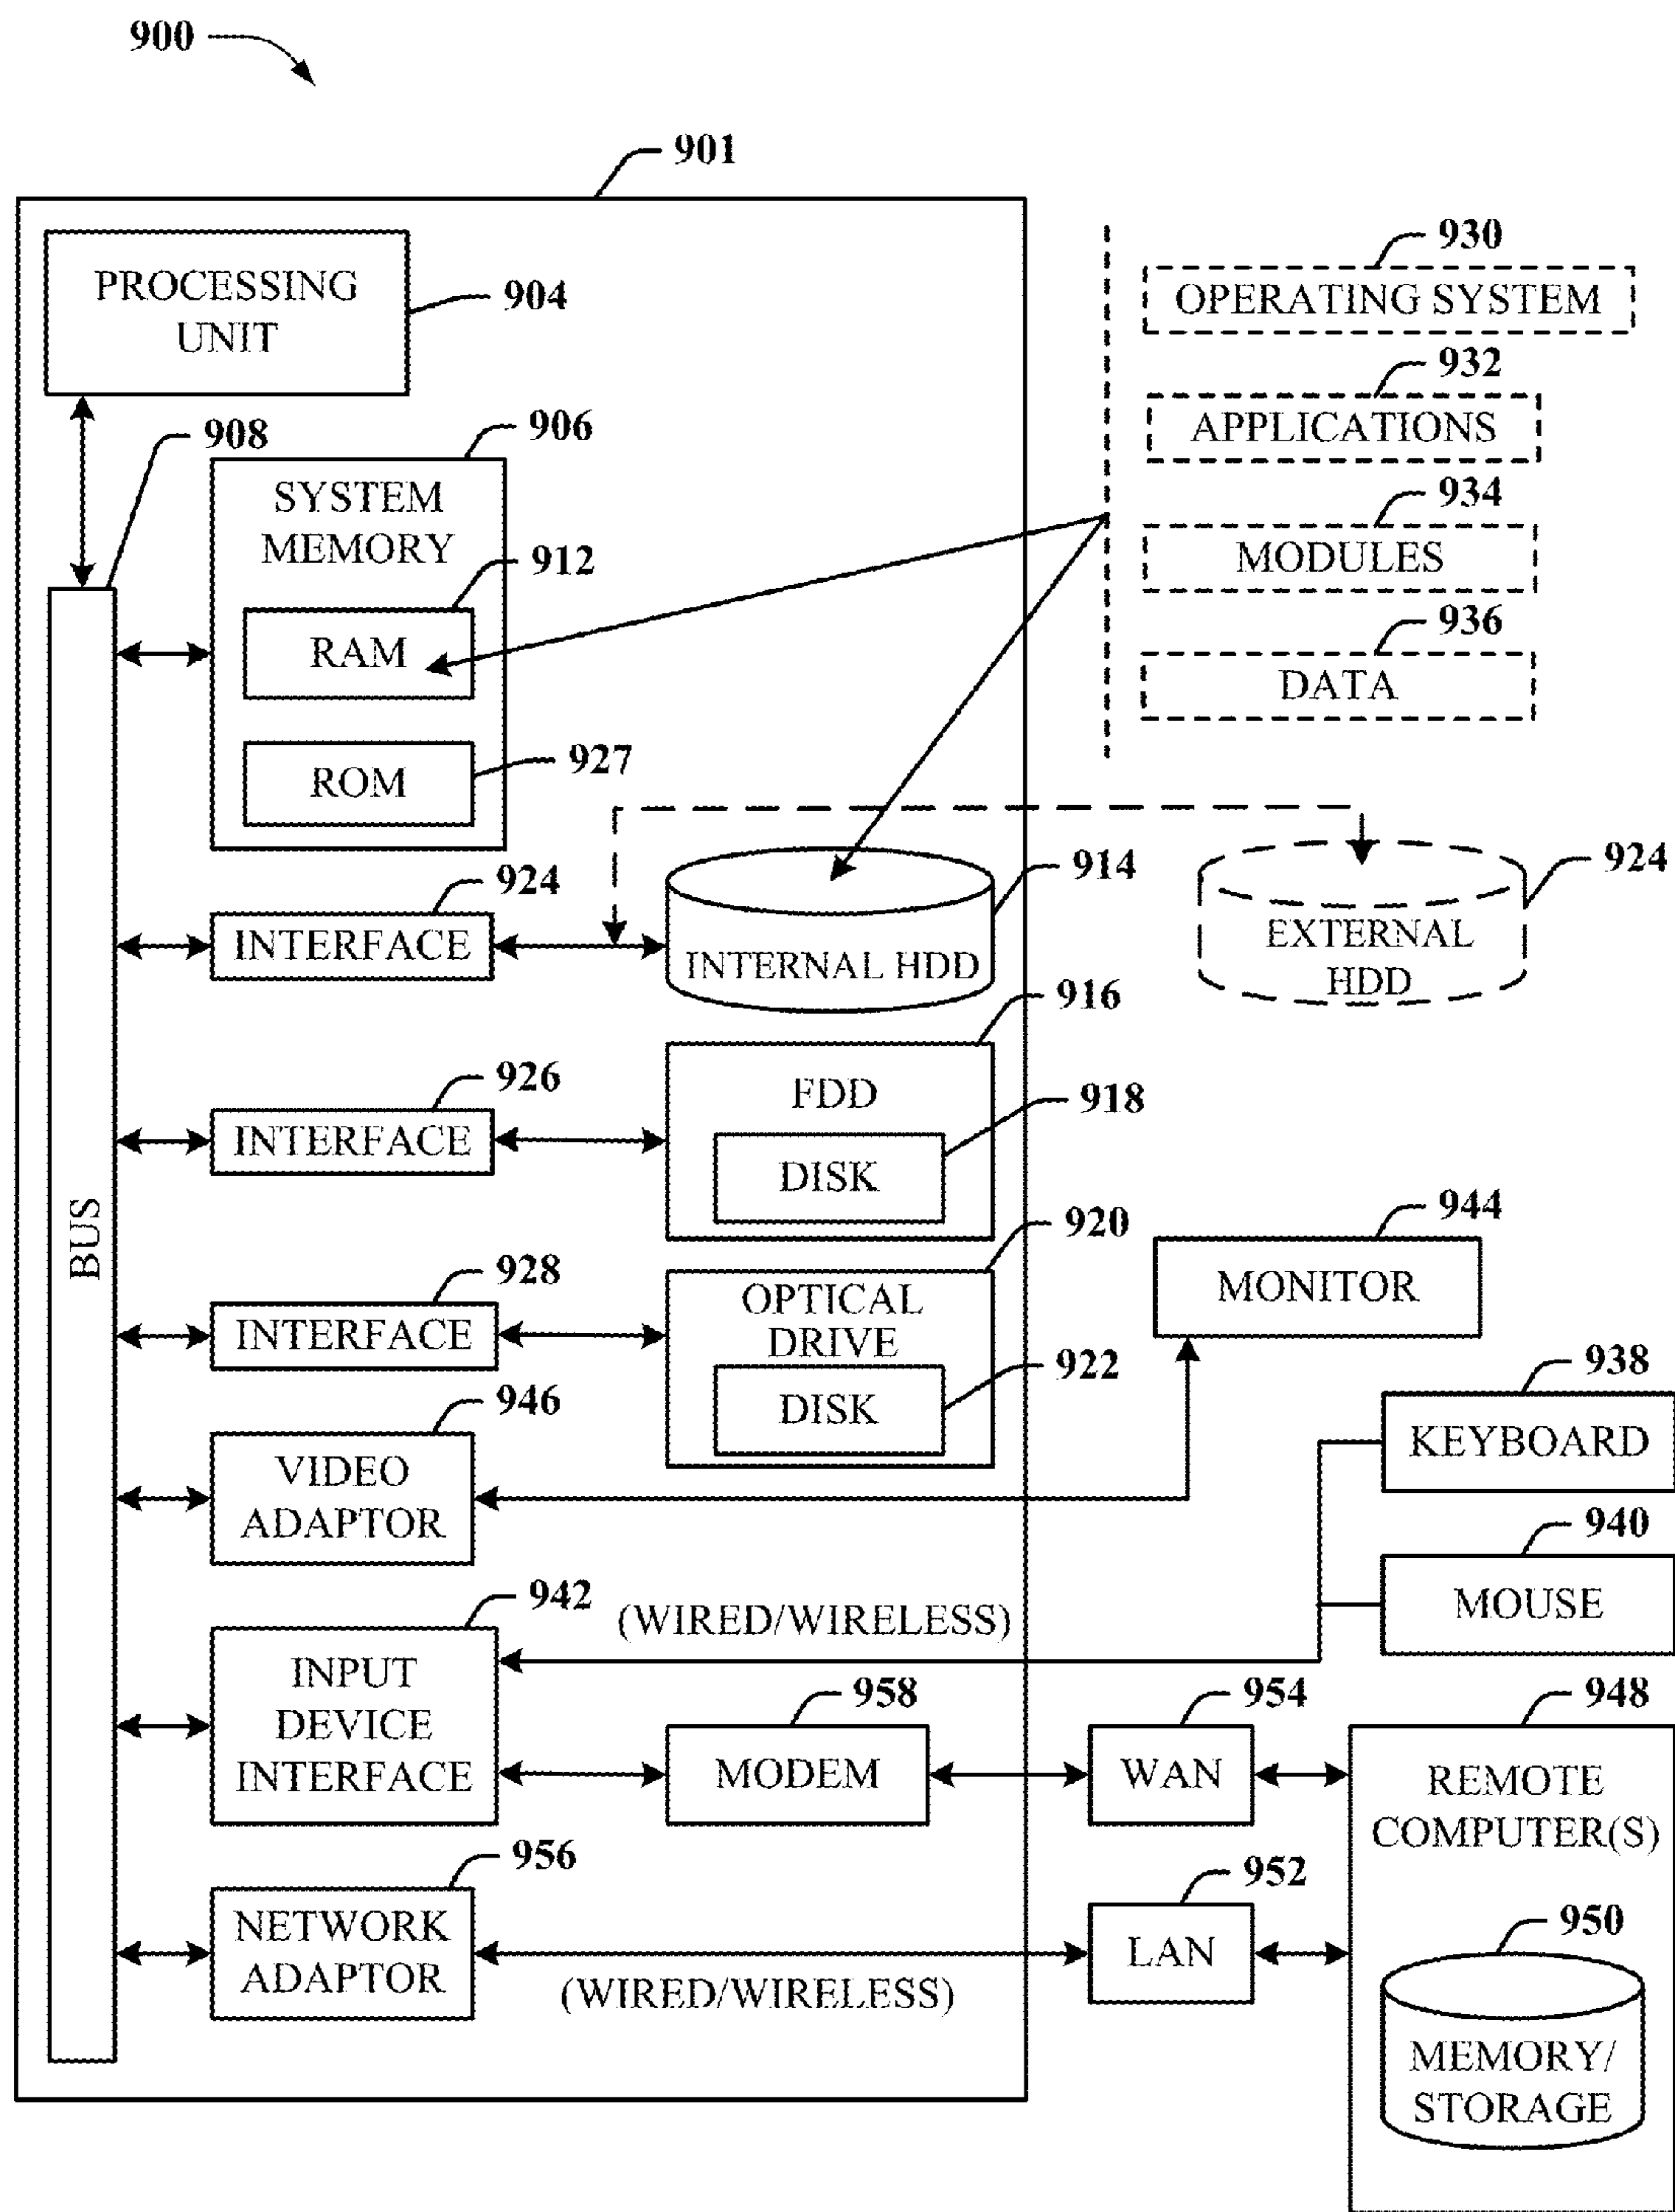 900
901
PROCESSING
UNIT
904
908
906
SYSTEM
MEMORY
912
RAM
ROM
927
930
OPERATING SYSTEM
932
APPLICATIONS
934
MODULES
936
DATA
924
INTERFACE
914
INTERNAL HDD
924
EXTERNAL
HDD
926
INTERFACE
916
FDD
918
DISK
BUS
928
INTERFACE
920
OPTICAL
DRIVE
922
DISK
944
MONITOR
946
VIDEO
ADAPTOR
938
KEYBOARD
940
MOUSE
942
(WIRED/WIRELESS)
INPUT
DEVICE
INTERFACE
958
MODEM
954
WAN
948
REMOTE
COMPUTER(S)
956
NETWORK
ADAPTOR
(WIRED/WIRELESS)
952
LAN
950
MEMORY/
STORAGE